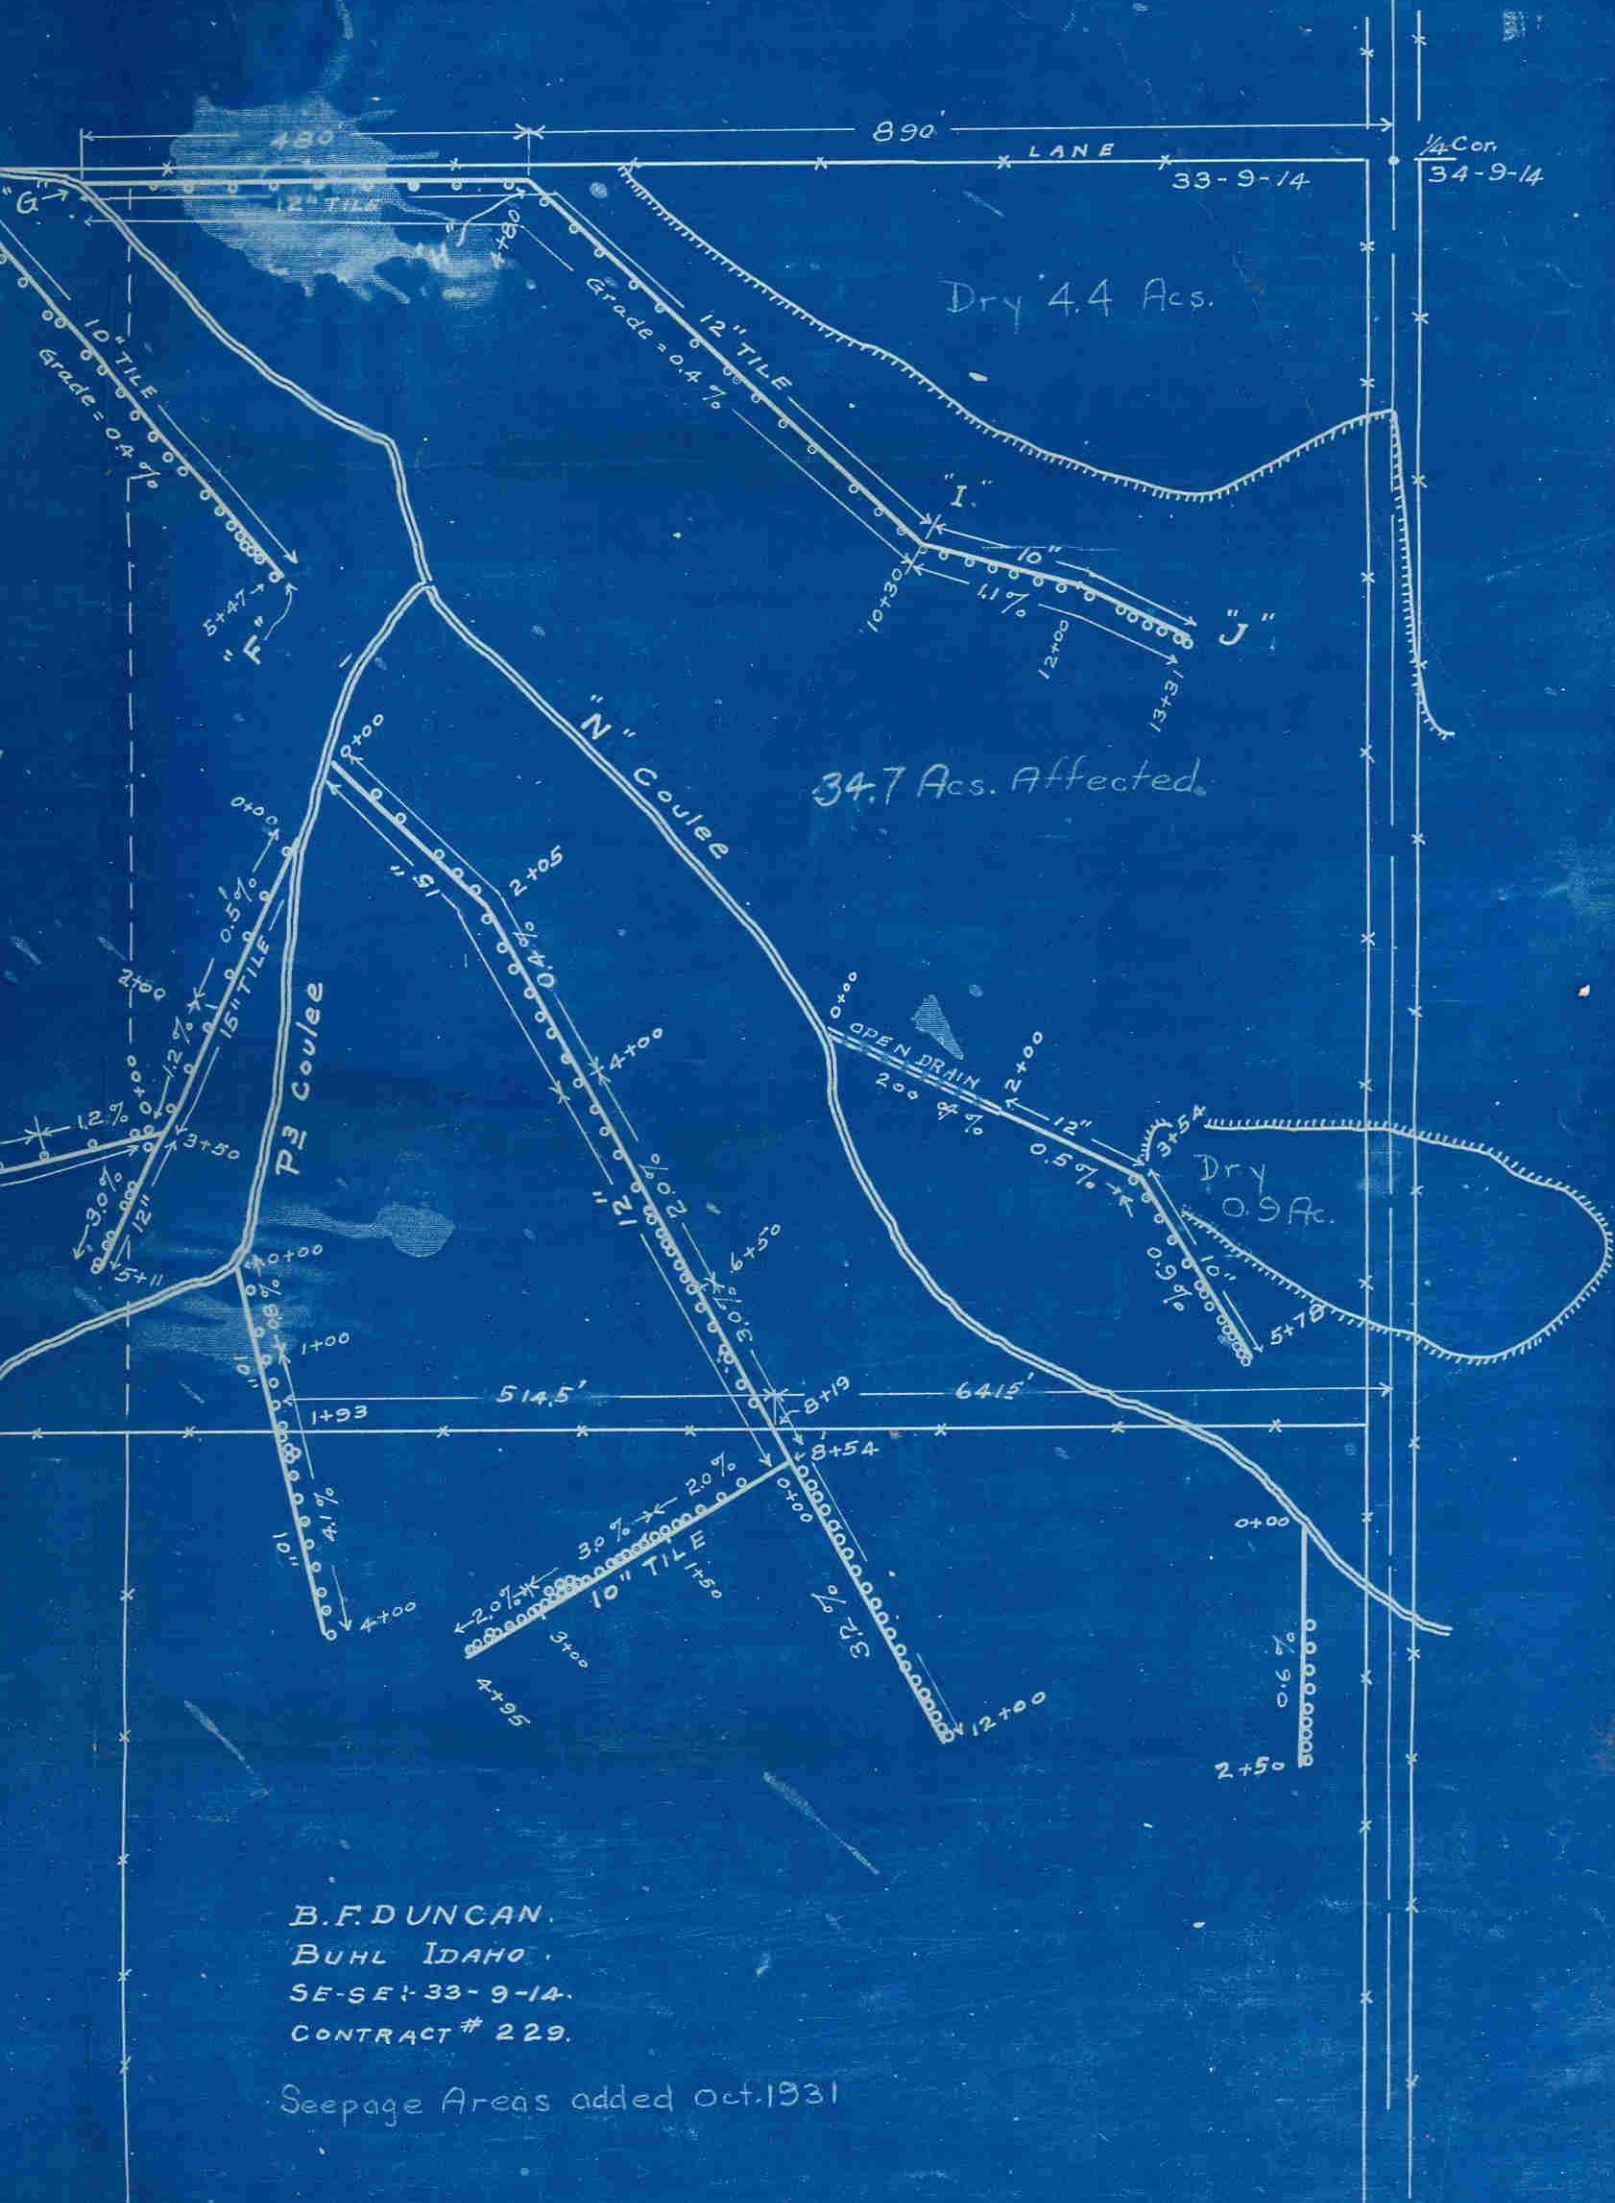 480'
890'
LANE
1/4 Cor.
33-9-14
34-9-14
"G"
12" TILE
"H"
4+80
Grade = 0.4 %
12" TILE
Dry 4.4 Acs.
10" TILE
Grade = 0.4 %
"I"
10"
1.1%
10+30
12+00
13+31
"J"
5+47
"F"
"N" Coulee
34.7 Acs. Affected.
0+00
15"
2+05
0.4%
4+00
2.0%
12"
6+50
3.0%
8+19
8+54
0+00
0.5%
15" TILE
2+00
1.2%
0+00
1.2%
3+50
3.0%
12"
5+11
P3 Coulee
0+00
OPEN DRAIN
200
2+00
12"
0.5%
3+54
Dry
0.9 Ac.
10"
0.60%
5+78
0+00
.08%
1+00
10"
514.5'
641.5'
1+93
4.1%
10"
4+00
0+00
2.0%
3.0%
2.0%
10" TILE
1+50
3+00
4+95
3.2%
12+00
0+00
0.6%
2+50
B.F. DUNCAN.
BUHL IDAHO.
SE-SE:-33-9-14.
CONTRACT # 229.
Seepage Areas added Oct. 1931